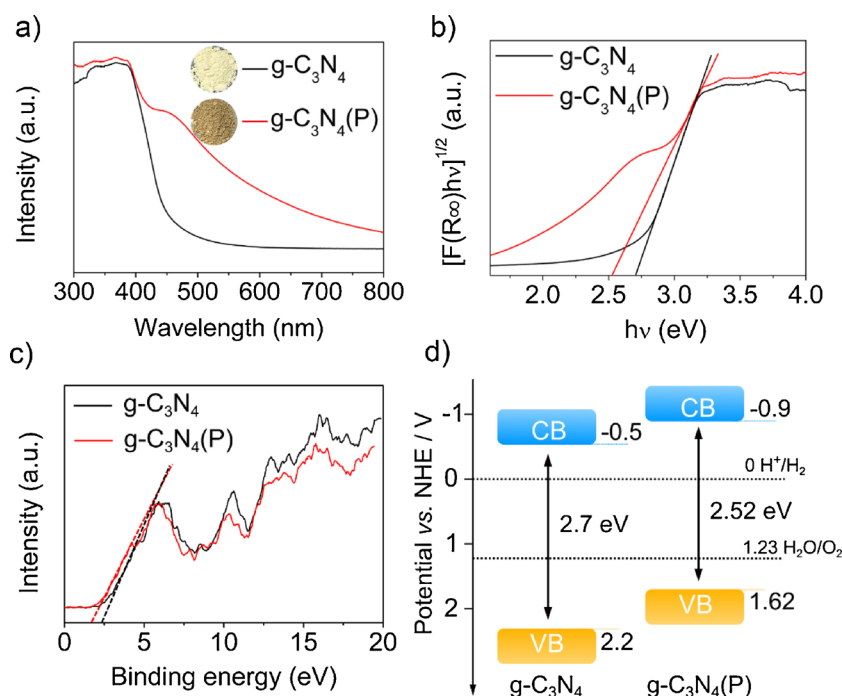 a)
g-C₃N₄
g-C₃N₄(P)
Intensity (a.u.)
300 400 500 600 700 800
Wavelength (nm)
b)
g-C₃N₄
g-C₃N₄(P)
[F(R∞)hν]^1/2 (a.u.)
2.0 2.5 3.0 3.5 4.0
hν (eV)
c)
g-C₃N₄
g-C₃N₄(P)
Intensity (a.u.)
0 5 10 15 20
Binding energy (eV)
d)
Potential vs. NHE / V
-1
0
1
2
CB -0.5
CB -0.9
0 H⁺/H₂
2.7 eV
2.52 eV
1.23 H₂O/O₂
VB 2.2
VB 1.62
g-C₃N₄ g-C₃N₄(P)